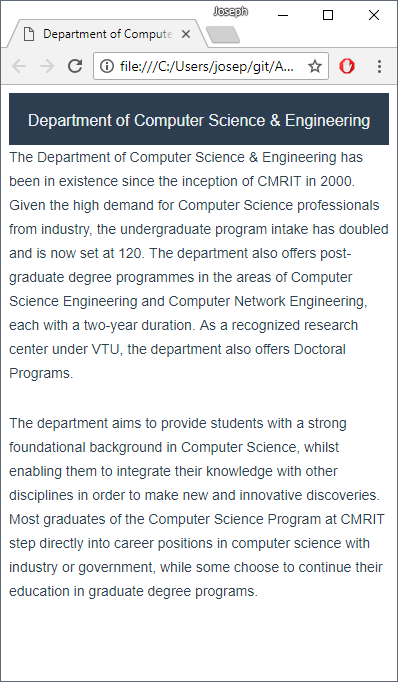 Joseph
Department of Compute
file:///C:/Users/josep/git/A...
Department of Computer Science & Engineering
The Department of Computer Science & Engineering has
been in existence since the inception of CMRIT in 2000.
Given the high demand for Computer Science professionals
from industry, the undergraduate program intake has doubled
and is now set at 120. The department also offers post-
graduate degree programmes in the areas of Computer
Science Engineering and Computer Network Engineering,
each with a two-year duration. As a recognized research
center under VTU, the department also offers Doctoral
Programs.
The department aims to provide students with a strong
foundational background in Computer Science, whilst
enabling them to integrate their knowledge with other
disciplines in order to make new and innovative discoveries.
Most graduates of the Computer Science Program at CMRIT
step directly into career positions in computer science with
industry or government, while some choose to continue their
education in graduate degree programs.